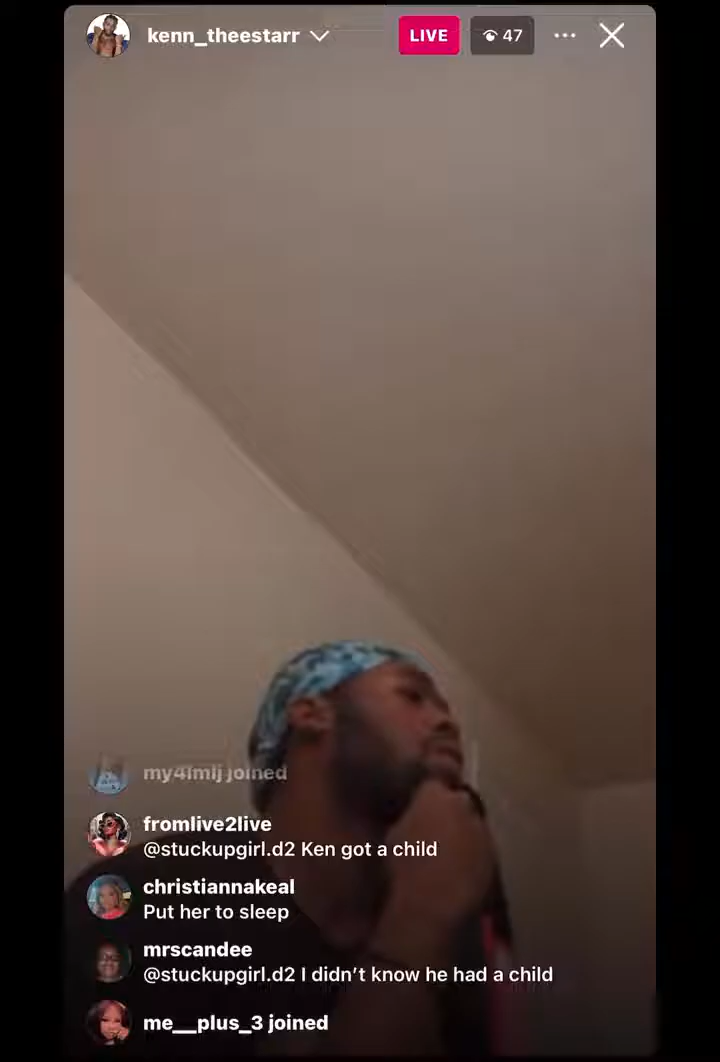 kenn_theestarr
LIVE
47
my4lmlj joined
fromlive2live
@stuckupgirl.d2 Ken got a child
christiannakeal
Put her to sleep
mrscandee
@stuckupgirl.d2 I didn’t know he had a child
me__plus_3 joined